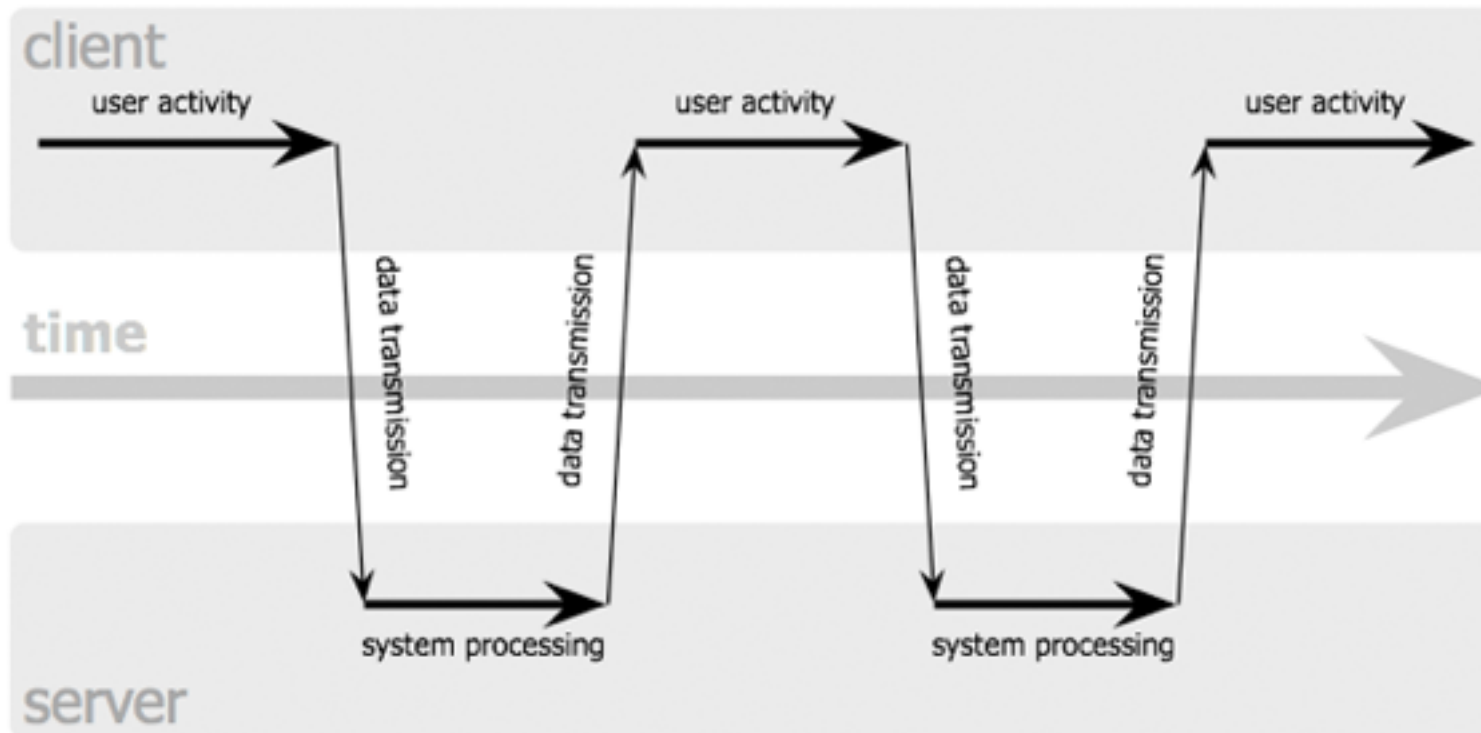 client
user activity
user activity
user activity
data transmission
data transmission
data transmission
data transmission
time
system processing
system processing
server